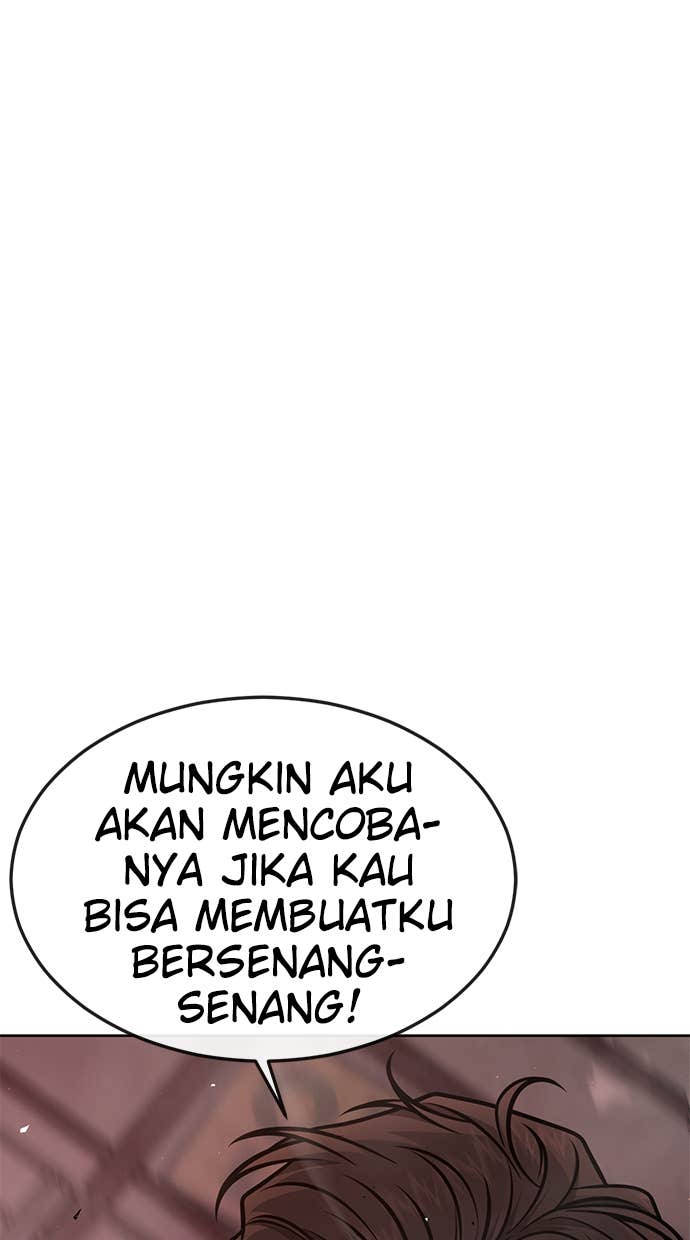 MUNGKIN AKU
AKAN MENCOBA-
NYA JIKA KAU
BISA MEMBUATKU
BERSENANG-
SENANG!